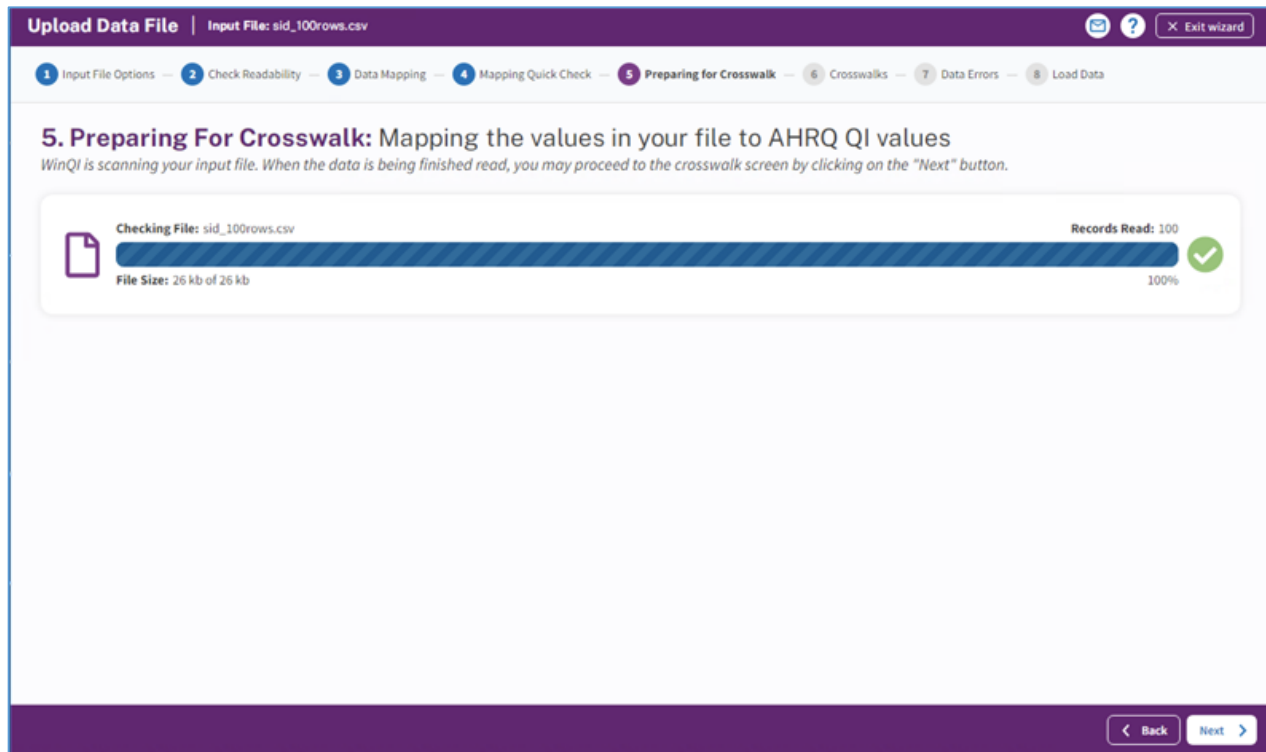 Upload Data File | Input File: sid_100rows.csv ? × Exit wizard
1 Input File Options — 2 Check Readability — 3 Data Mapping — 4 Mapping Quick Check — 5 Preparing for Crosswalk — 6 Crosswalks — 7 Data Errors — 8 Load Data
5. Preparing For Crosswalk: Mapping the values in your file to AHRQ QI values
WinQI is scanning your input file. When the data is being finished read, you may proceed to the crosswalk screen by clicking on the "Next" button.
Checking File: sid_100rows.csv Records Read: 100
File Size: 26 kb of 26 kb 100%
Back Next